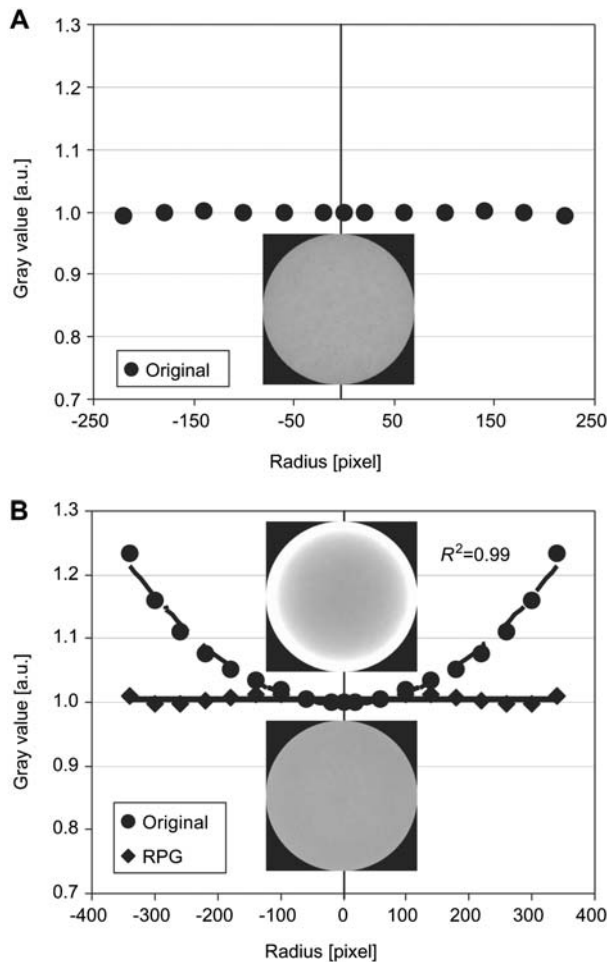 A
1.3
1.2
1.1
1.0
0.9
0.8
0.7
Gray value [a.u.]
Original
-250 -150 -50 50 150 250
Radius [pixel]
B
1.3
1.2
1.1
1.0
0.9
0.8
0.7
Gray value [a.u.]
R²=0.99
Original
RPG
-400 -300 -200 -100 0 100 200 300 400
Radius [pixel]